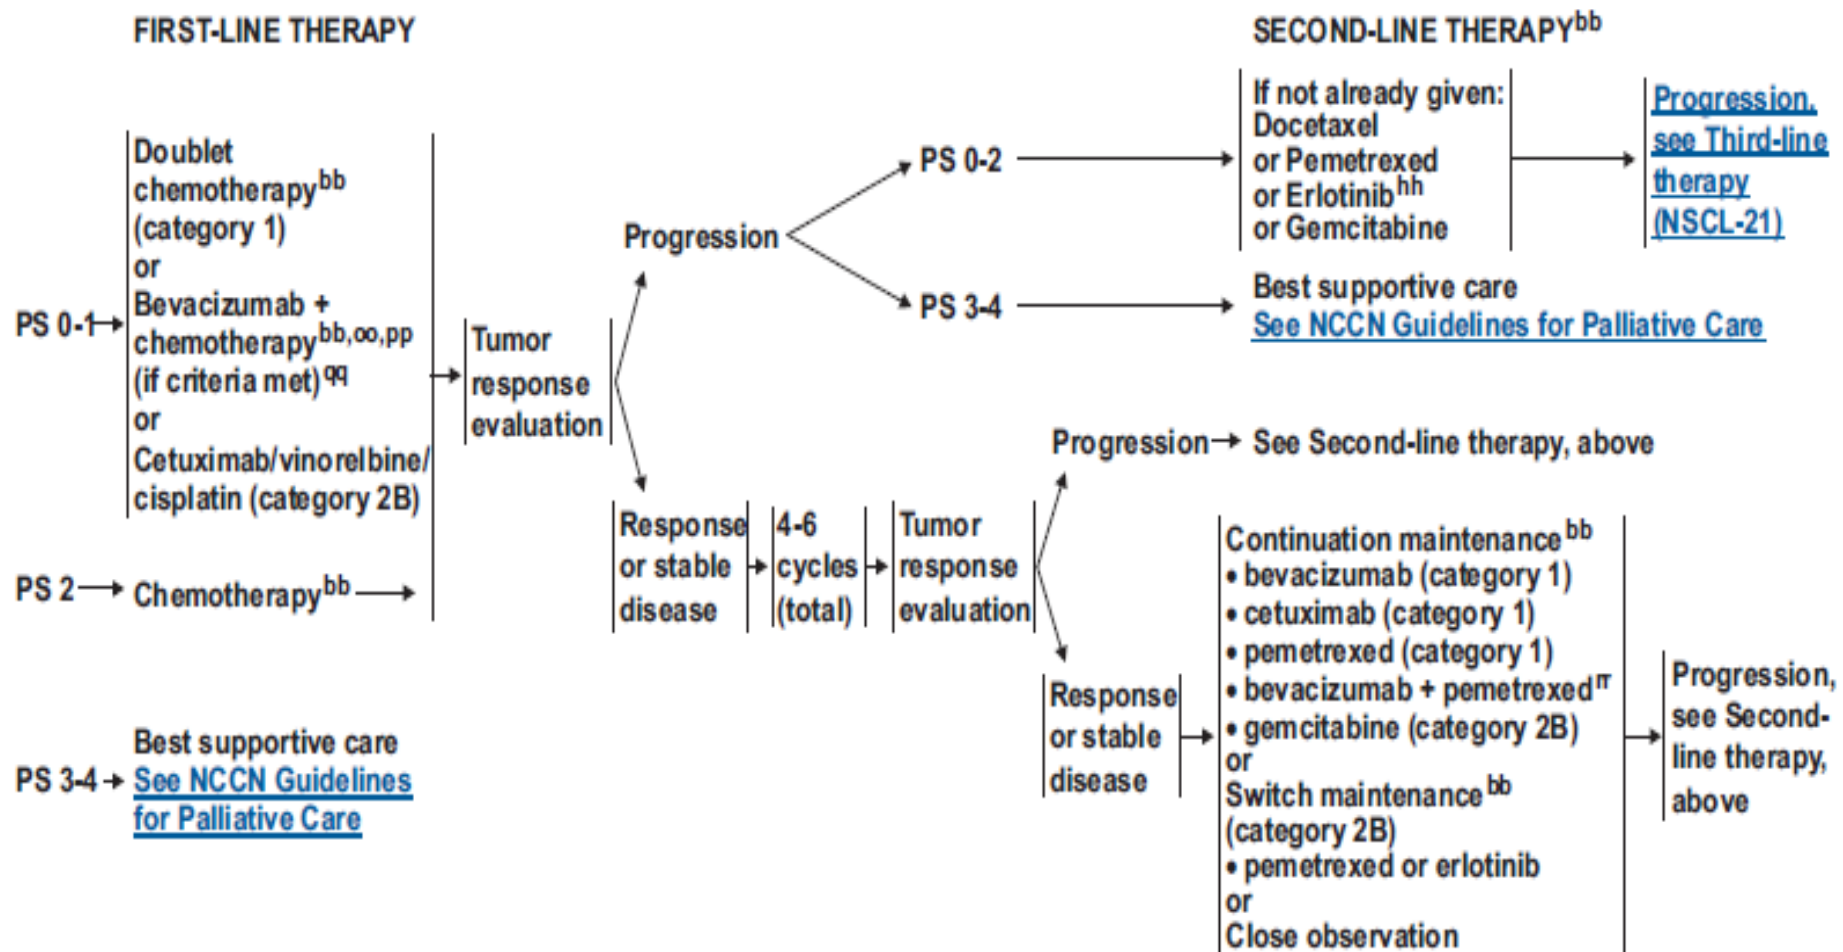 FIRST-LINE THERAPY
PS 0-1
Doublet
chemotherapybb
(category 1)
or
Bevacizumab +
chemotherapybb,oo,pp
(if criteria met)qq
or
Cetuximab/vinorelbine/
cisplatin (category 2B)
PS 2
Chemotherapybb
PS 3-4
Best supportive care
See NCCN Guidelines
for Palliative Care
Tumor
response
evaluation
Progression
PS 0-2
PS 3-4
SECOND-LINE THERAPYbb
If not already given:
Docetaxel
or Pemetrexed
or Erlotinibhh
or Gemcitabine
Progression,
see Third-line
therapy
(NSCL-21)
Best supportive care
See NCCN Guidelines for Palliative Care
Response
or stable
disease
4-6
cycles
(total)
Tumor
response
evaluation
Progression
See Second-line therapy, above
Response
or stable
disease
Continuation maintenancebb
• bevacizumab (category 1)
• cetuximab (category 1)
• pemetrexed (category 1)
• bevacizumab + pemetrexedrr
• gemcitabine (category 2B)
or
Switch maintenancebb
(category 2B)
• pemetrexed or erlotinib
or
Close observation
Progression,
see Second-
line therapy,
above